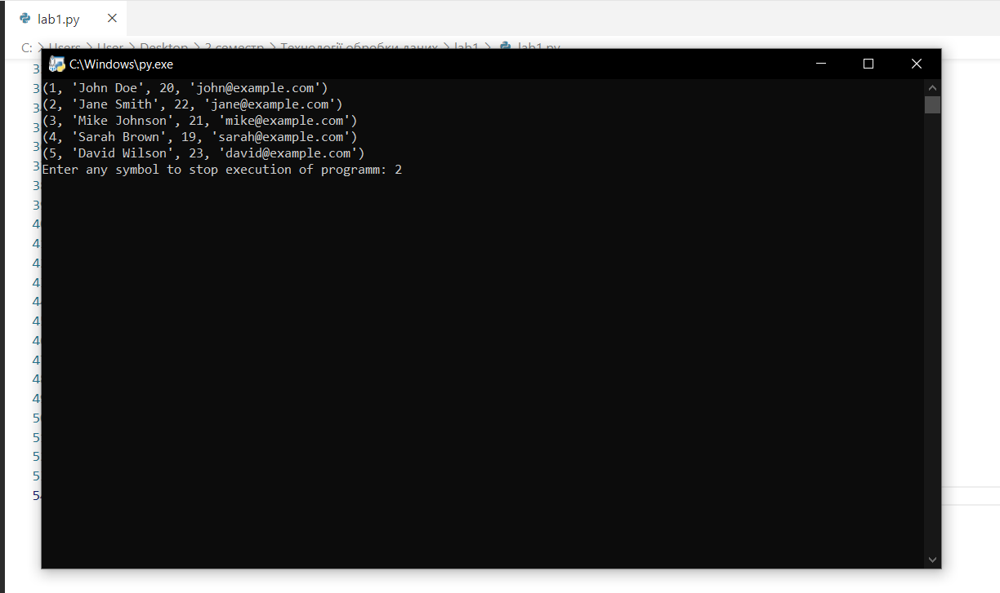 lab1.py
C: > Users > User > Desktop > 2 семестр > Технології обробки даних > lab1 > lab1.py
C:\Windows\py.exe
(1, 'John Doe', 20, 'john@example.com')
(2, 'Jane Smith', 22, 'jane@example.com')
(3, 'Mike Johnson', 21, 'mike@example.com')
(4, 'Sarah Brown', 19, 'sarah@example.com')
(5, 'David Wilson', 23, 'david@example.com')
Enter any symbol to stop execution of programm: 2